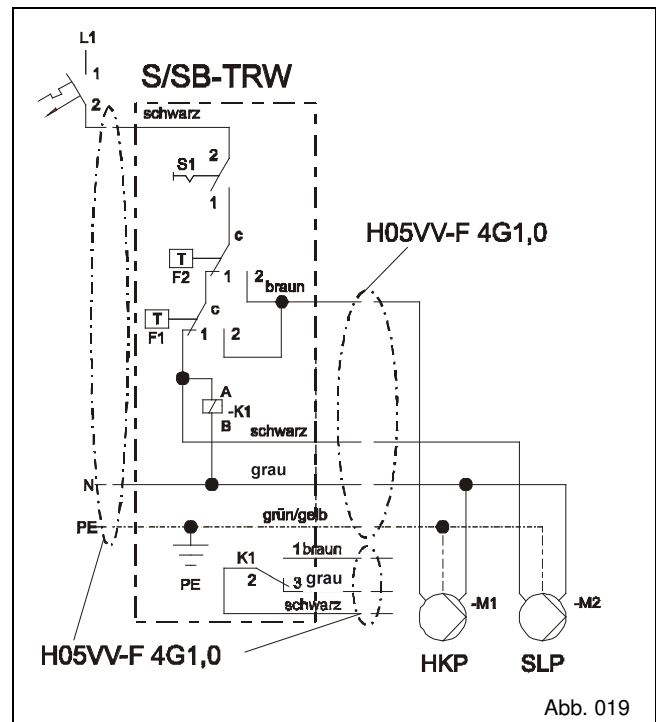 L1
1
S/SB-TRW
2
schwarz
2
S1
1
H05VV-F 4G1,0
c
T
F2
1
2
braun
c
T
F1
1
2
A
-K1
B
schwarz
grau
N
grün/gelb
PE
1 braun
K1
grau
2
3
PE
schwarz
-M1
-M2
H05VV-F 4G1,0
HKP
SLP
Abb. 019